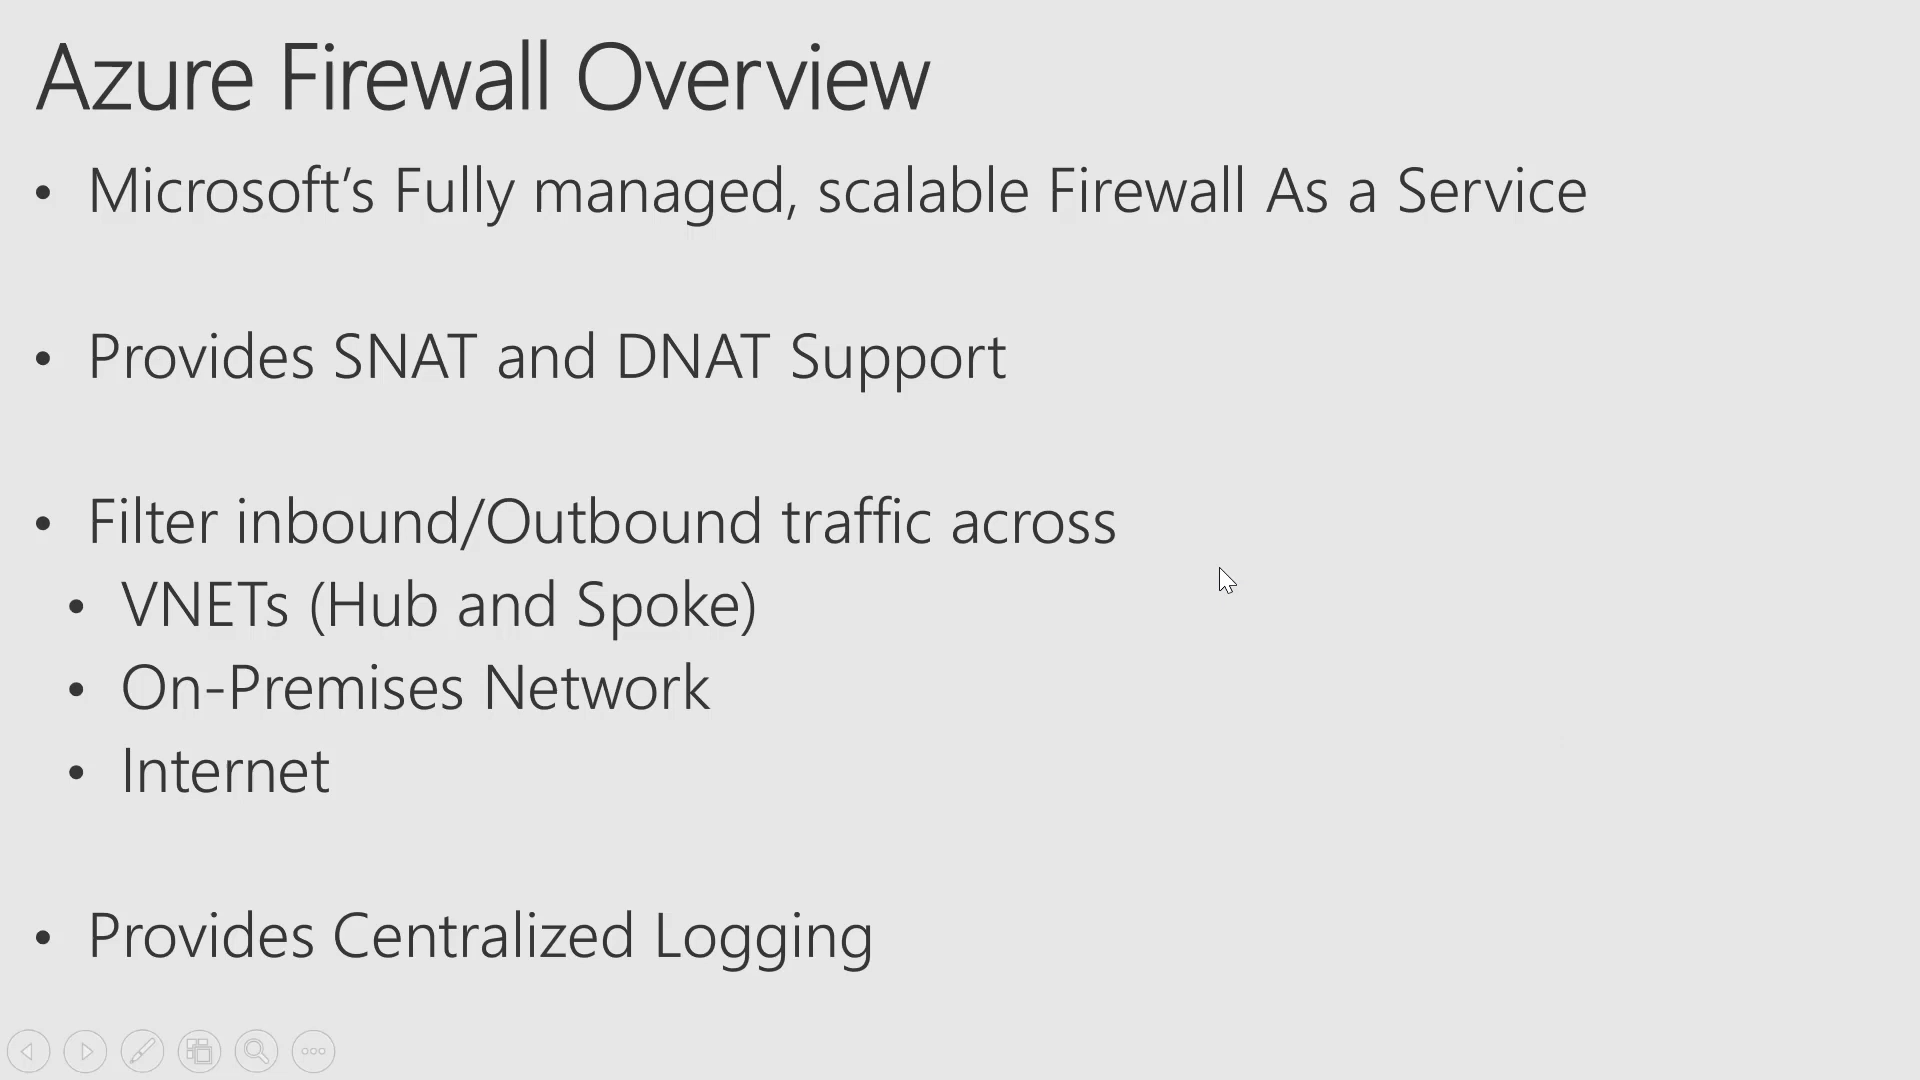 Azure Firewall Overview
• Microsoft’s Fully managed, scalable Firewall As a Service
• Provides SNAT and DNAT Support
• Filter inbound/Outbound traffic across
• VNETs (Hub and Spoke)
• On-Premises Network
• Internet
• Provides Centralized Logging